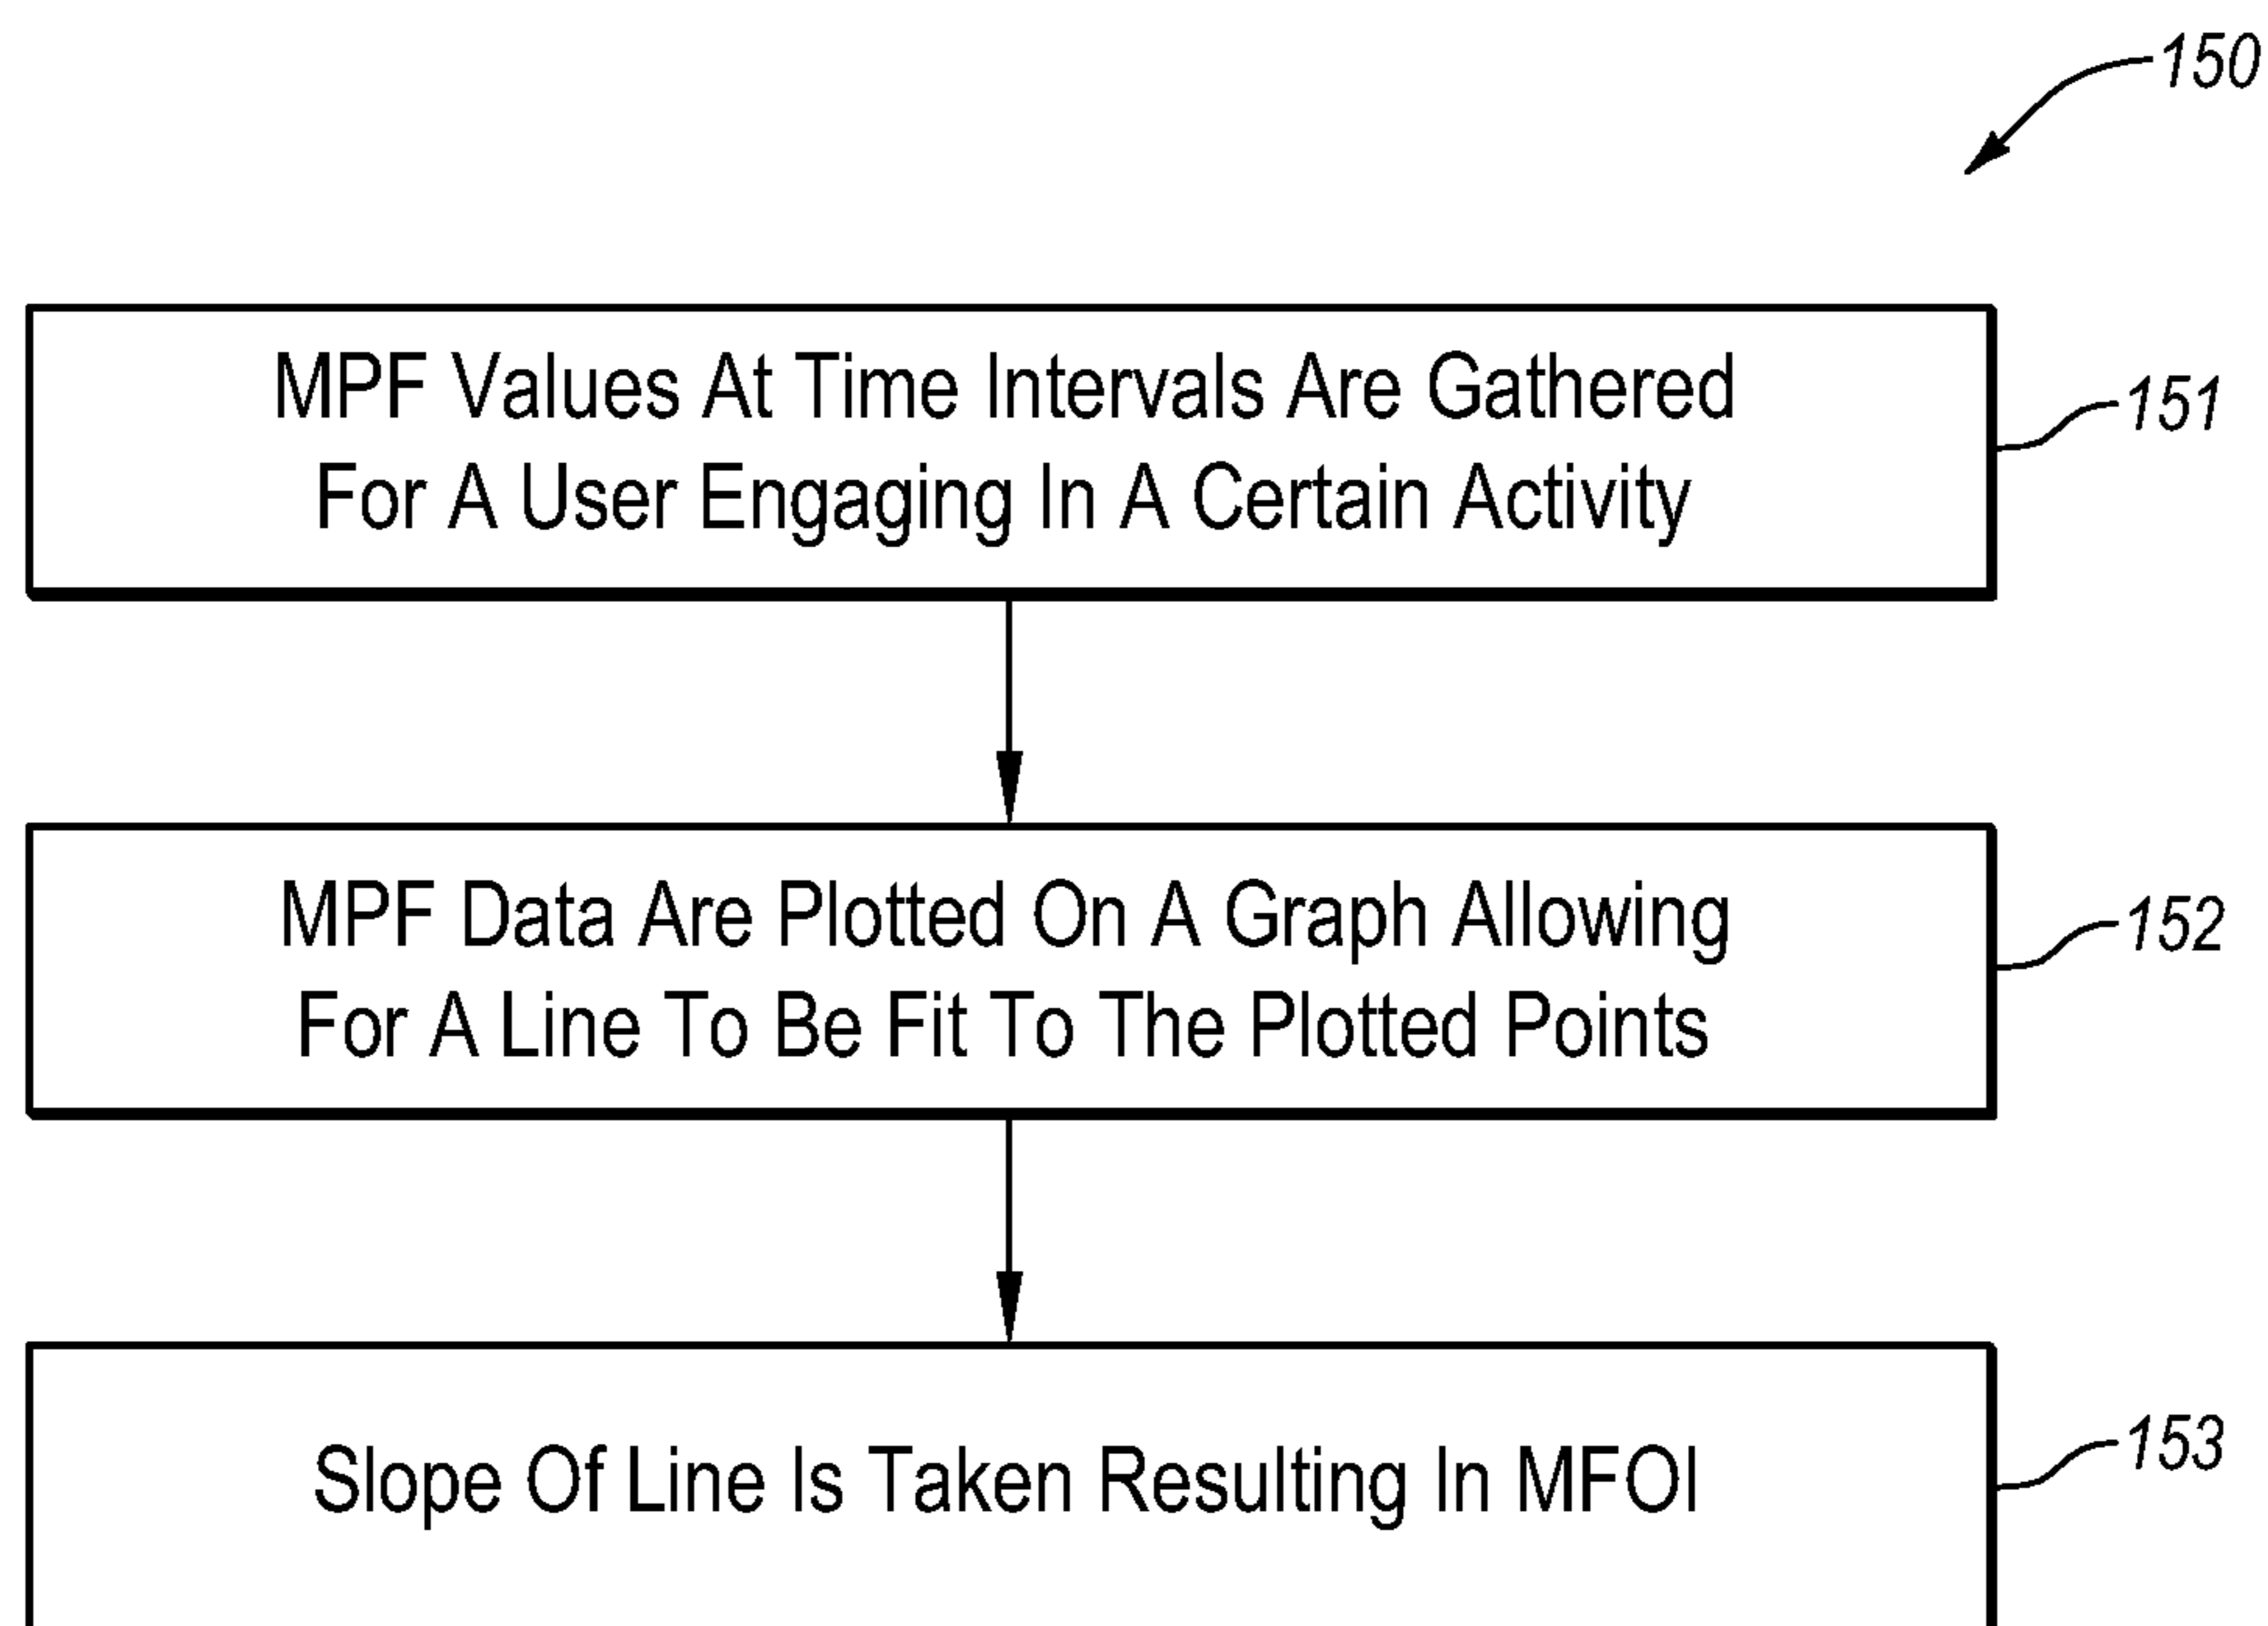 150
MPF Values At Time Intervals Are Gathered
For A User Engaging In A Certain Activity
151
MPF Data Are Plotted On A Graph Allowing
For A Line To Be Fit To The Plotted Points
152
Slope Of Line Is Taken Resulting In MFOI
153